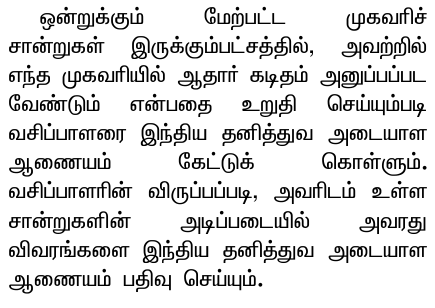 ஒன்றுக்கும் மேற்பட்ட முகவரிச்
சான்றுகள் இருக்கும்பட்சத்தில், அவற்றில்
எந்த முகவரியில் ஆதார் கடிதம் அனுப்பப்பட
வேண்டும் என்பதை உறுதி செய்யும்படி
வசிப்பாளரை இந்திய தனித்துவ அடையாள
ஆணையம் கேட்டுக் கொள்ளும்.
வசிப்பாளரின் விருப்பப்படி, அவரிடம் உள்ள
சான்றுகளின் அடிப்படையில் அவரது
விவரங்களை இந்திய தனித்துவ அடையாள
ஆணையம் பதிவு செய்யும்.